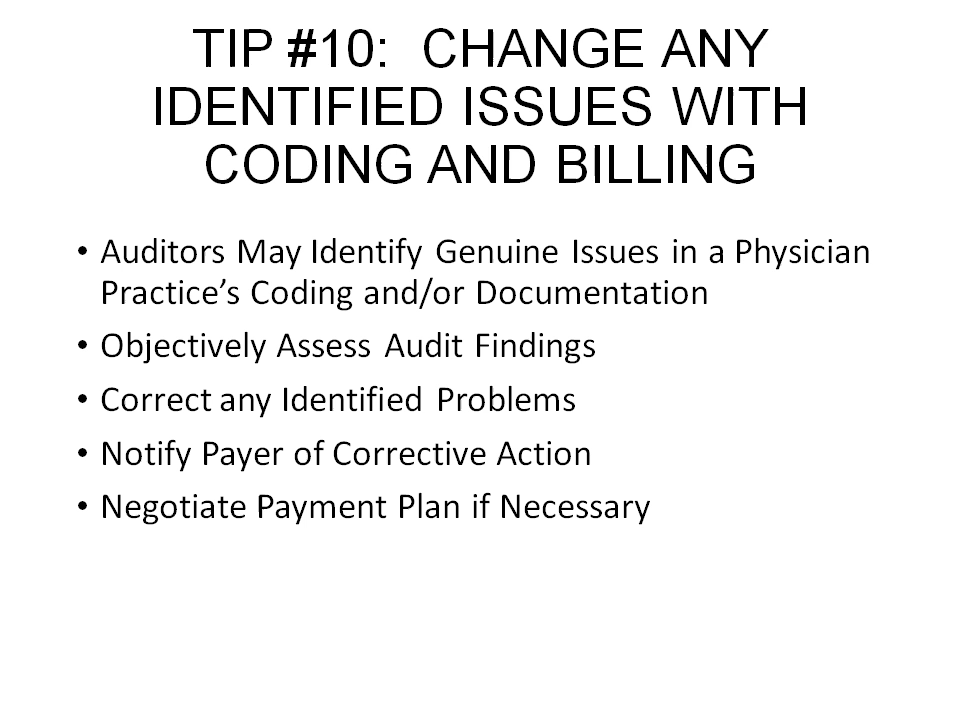 TIP #10:  CHANGE ANY
IDENTIFIED ISSUES WITH
CODING AND BILLING
• Auditors May Identify Genuine Issues in a Physician
Practice’s Coding and/or Documentation
• Objectively Assess Audit Findings
• Correct any Identified Problems
• Notify Payer of Corrective Action
• Negotiate Payment Plan if Necessary